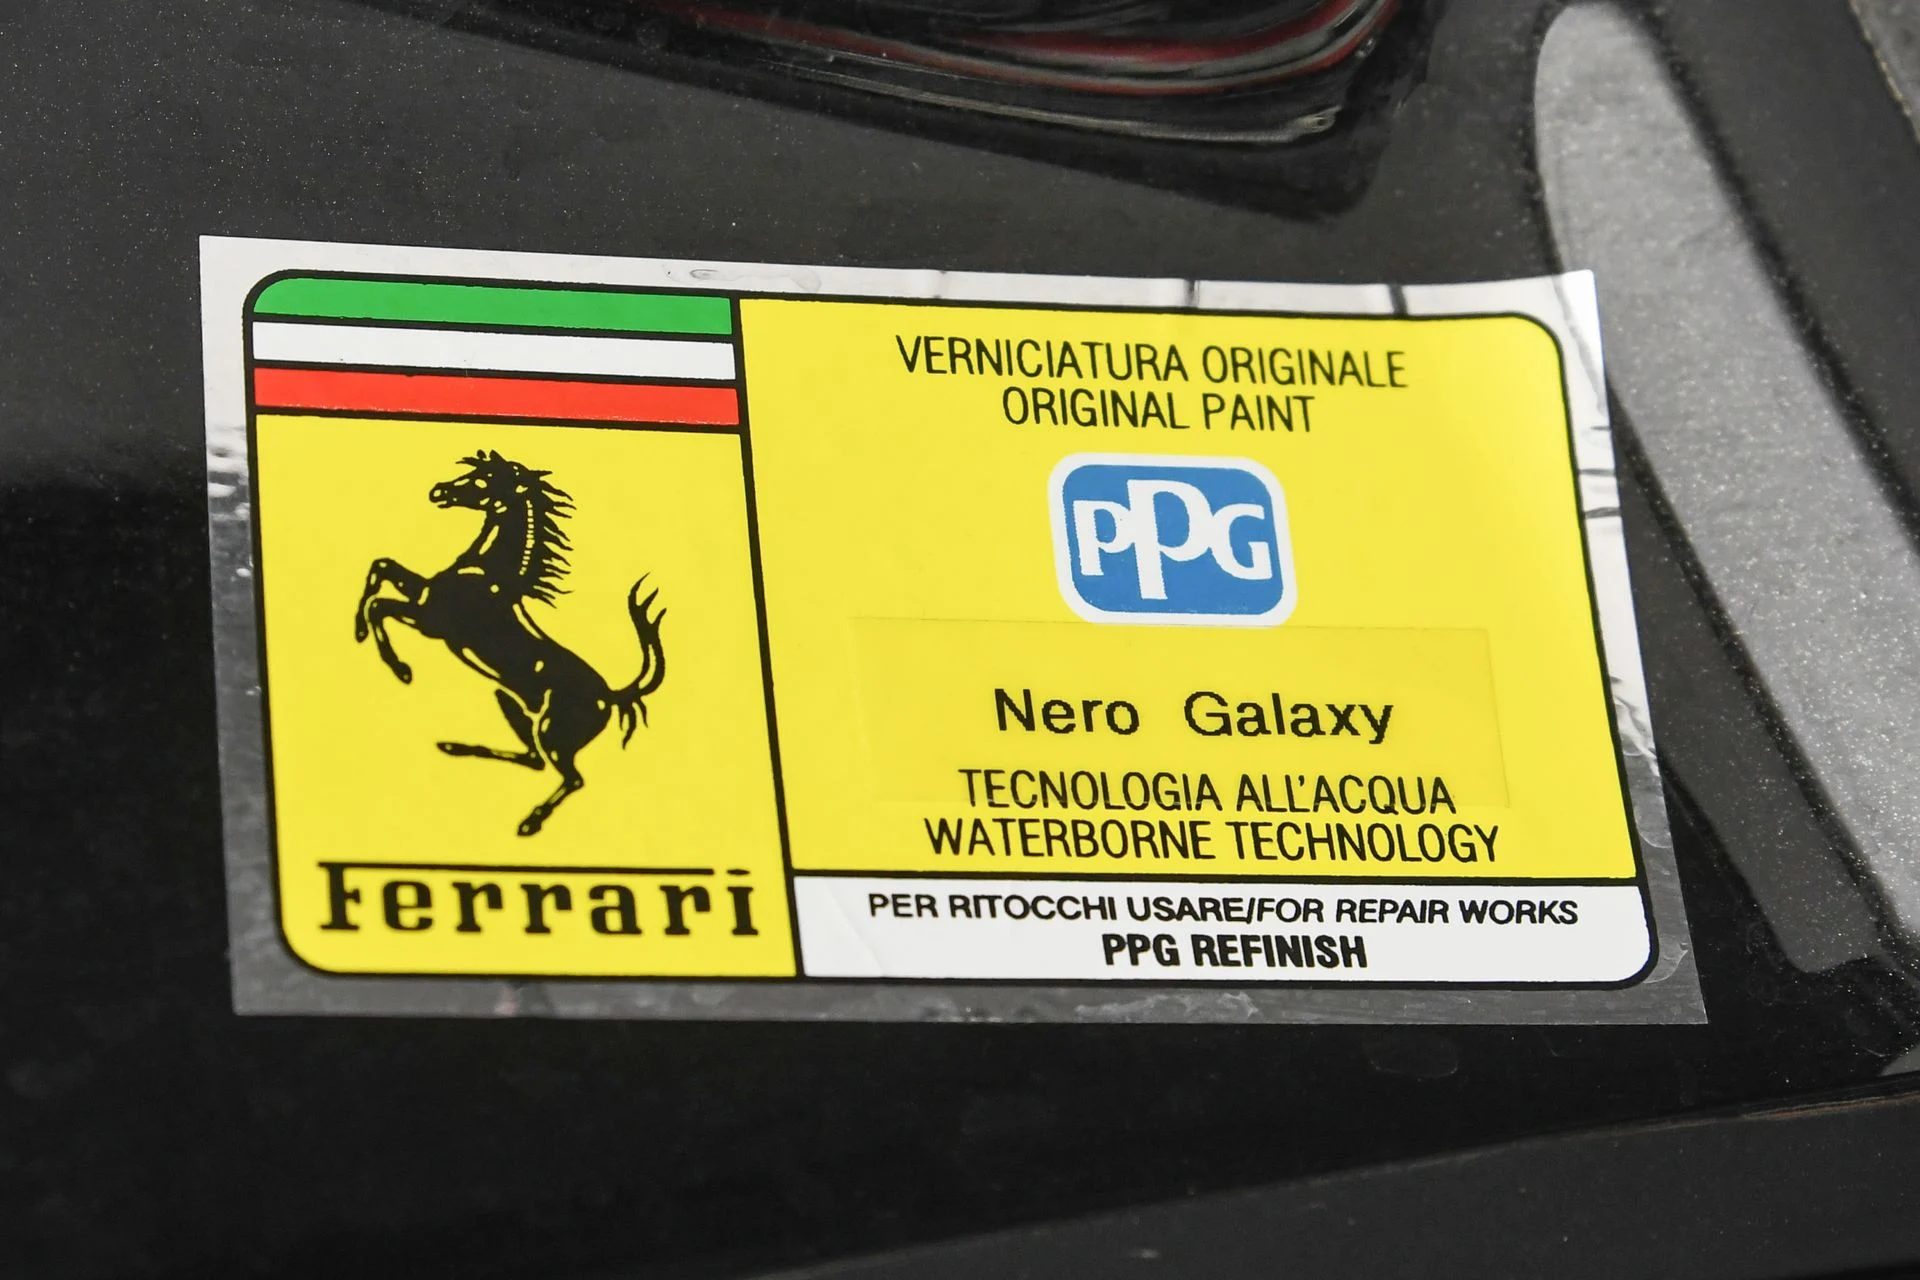 VERNICIATURA ORIGINALE
ORIGINAL PAINT
PPG
Nero Galaxy
TECNOLOGIA ALL'ACQUA
WATERBORNE TECHNOLOGY
Ferrari
PER RITOCCHI USARE/FOR REPAIR WORKS
PPG REFINISH